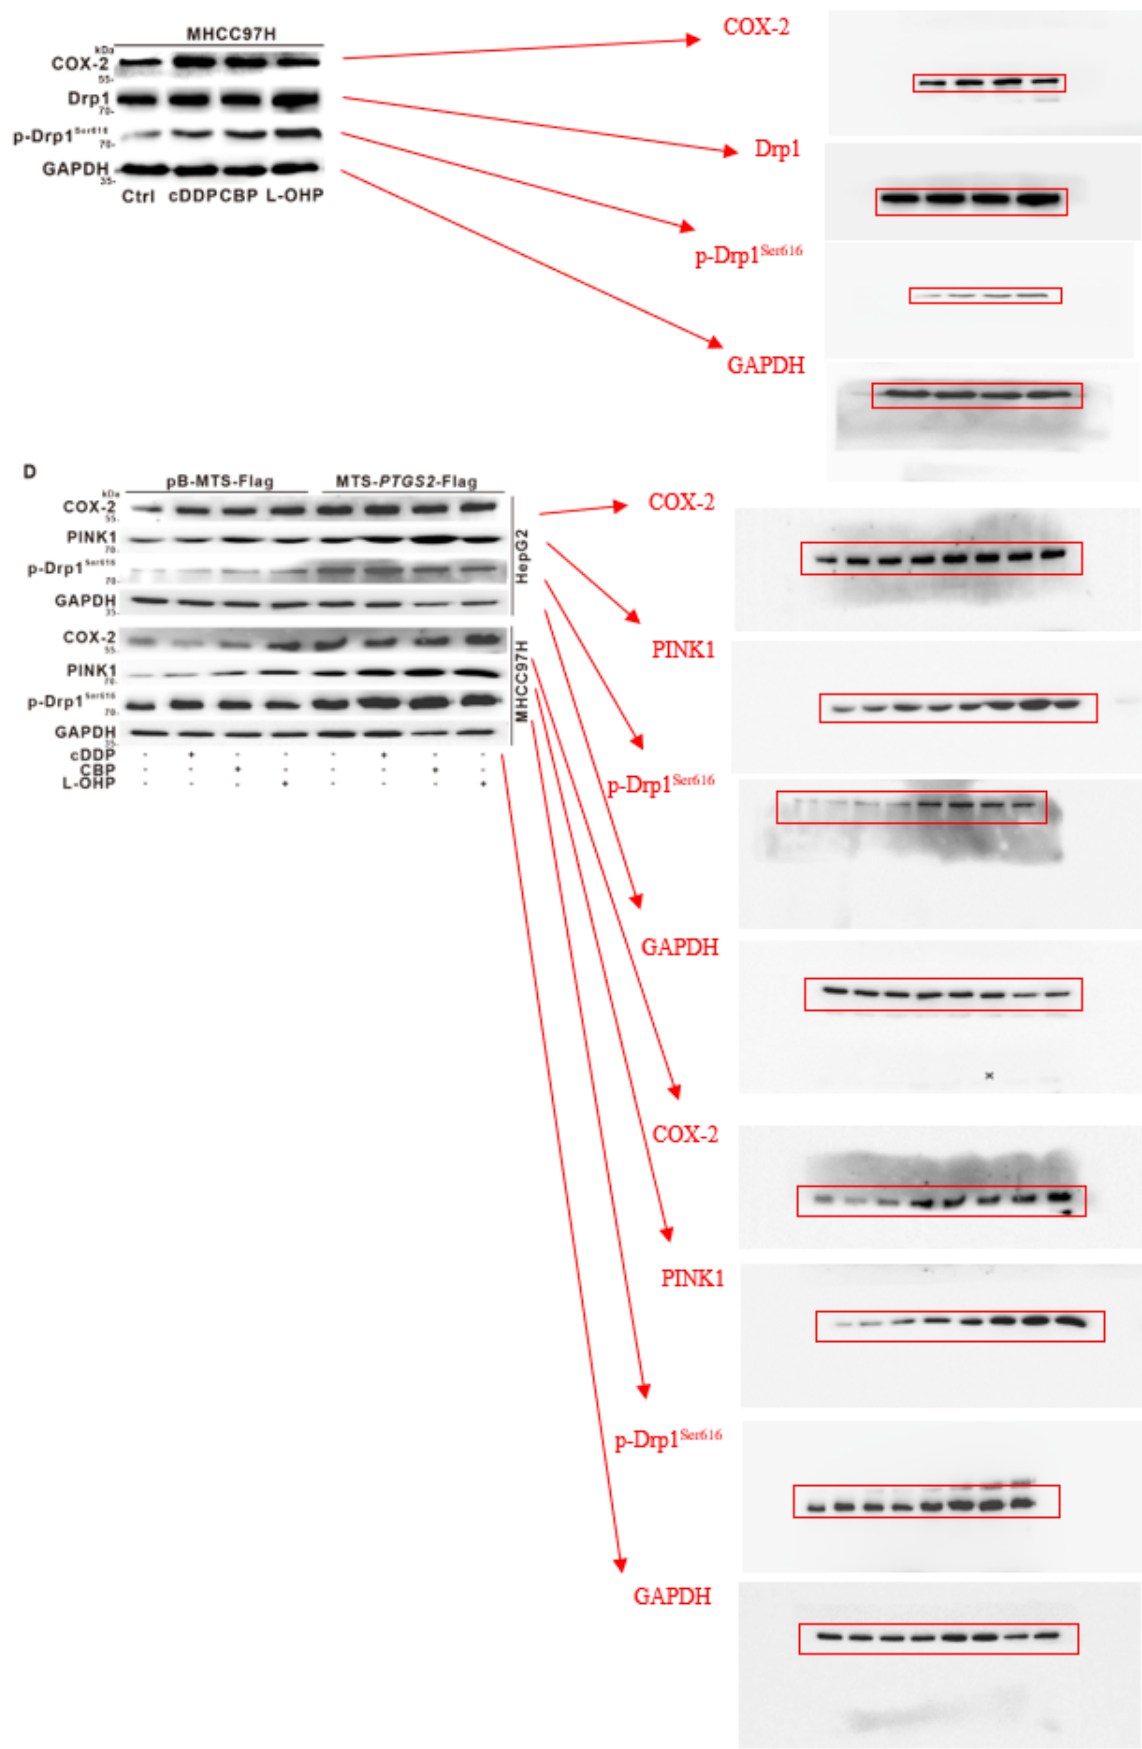 MHCC97H
kDa
COX-2
55-
Drp1
70-
p-Drp1Ser616
70-
GAPDH
35-
Ctrl cDDP CBP L-OHP
COX-2
Drp1
p-Drp1Ser616
GAPDH
D
pB-MTS-Flag MTS-PTGS2-Flag
kDa
COX-2
55-
PINK1
70-
p-Drp1Ser616
70-
GAPDH
35-
HepG2
COX-2
55-
PINK1
70-
p-Drp1Ser616
70-
GAPDH
35-
MHCC97H
cDDP - + - - - + - -
CBP - - + - - - + -
L-OHP - - - + - - - +
COX-2
PINK1
p-Drp1Ser616
GAPDH
COX-2
PINK1
p-Drp1Ser616
GAPDH